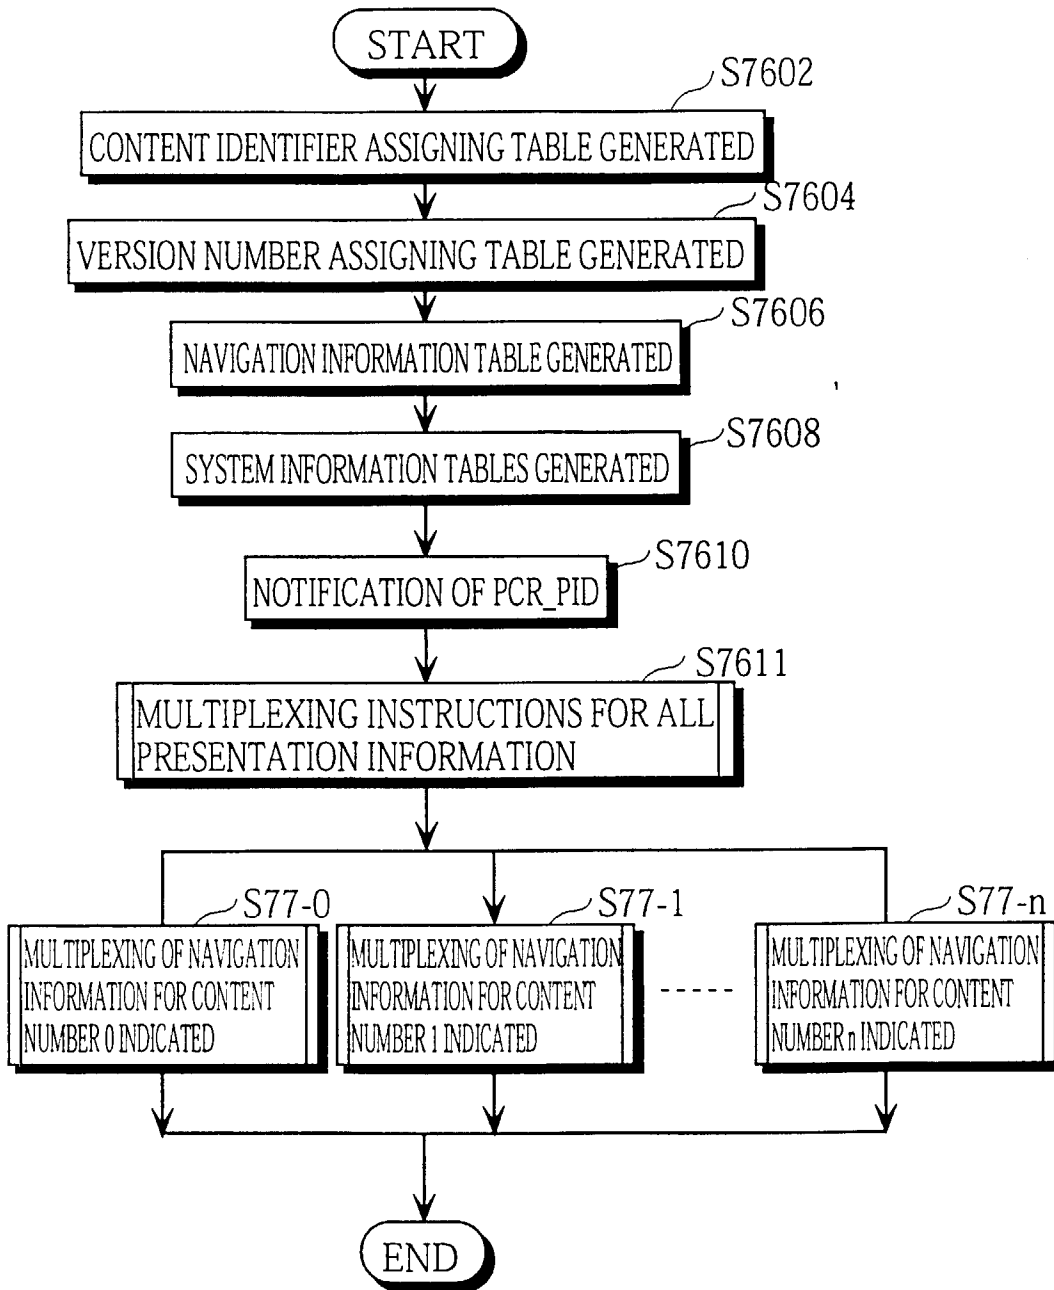 START
S7602
CONTENT IDENTIFIER ASSIGNING TABLE GENERATED
S7604
VERSION NUMBER ASSIGNING TABLE GENERATED
S7606
NAVIGATION INFORMATION TABLE GENERATED
S7608
SYSTEM INFORMATION TABLES GENERATED
S7610
NOTIFICATION OF PCR_PID
S7611
MULTIPLEXING INSTRUCTIONS FOR ALL
PRESENTATION INFORMATION
S77-0
MULTIPLEXING OF NAVIGATION
INFORMATION FOR CONTENT
NUMBER 0 INDICATED
S77-1
MULTIPLEXING OF NAVIGATION
INFORMATION FOR CONTENT
NUMBER 1 INDICATED
S77-n
MULTIPLEXING OF NAVIGATION
INFORMATION FOR CONTENT
NUMBER n INDICATED
END